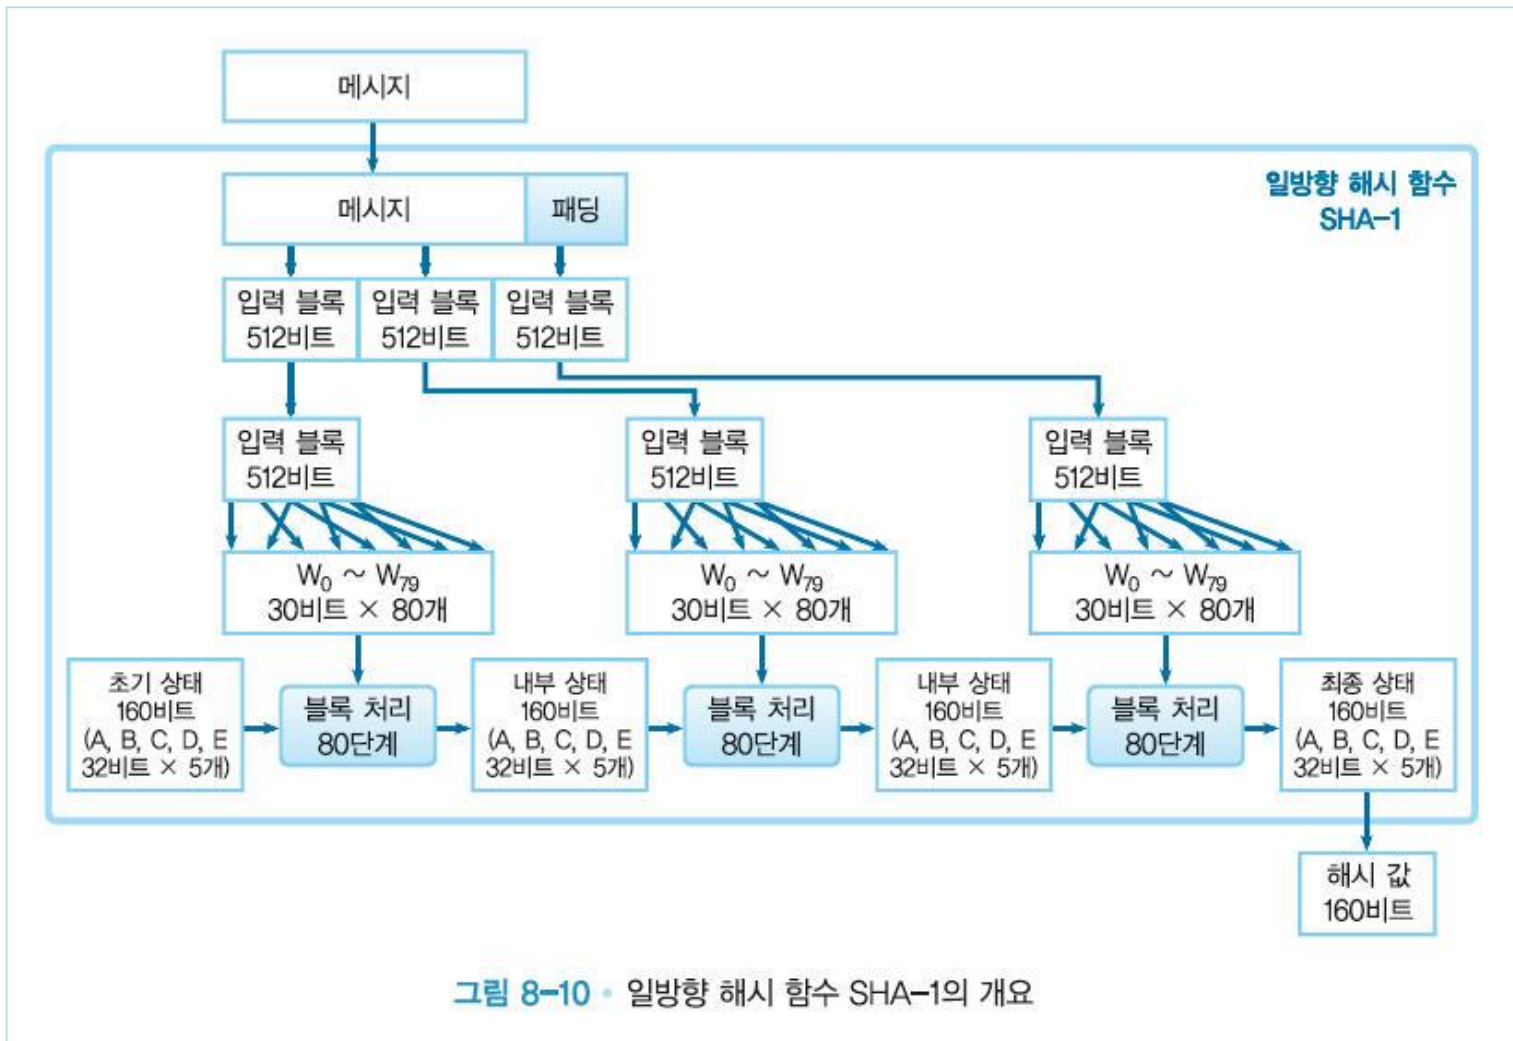 메시지
메시지
패딩
일방향 해시 함수
SHA-1
입력 블록
512비트
입력 블록
512비트
입력 블록
512비트
입력 블록
512비트
입력 블록
512비트
입력 블록
512비트
W₀ ~ W₇₉
30비트 × 80개
W₀ ~ W₇₉
30비트 × 80개
W₀ ~ W₇₉
30비트 × 80개
초기 상태
160비트
(A, B, C, D, E
32비트 × 5개)
블록 처리
80단계
내부 상태
160비트
(A, B, C, D, E
32비트 × 5개)
블록 처리
80단계
내부 상태
160비트
(A, B, C, D, E
32비트 × 5개)
블록 처리
80단계
최종 상태
160비트
(A, B, C, D, E
32비트 × 5개)
해시 값
160비트
그림 8-10 • 일방향 해시 함수 SHA-1의 개요